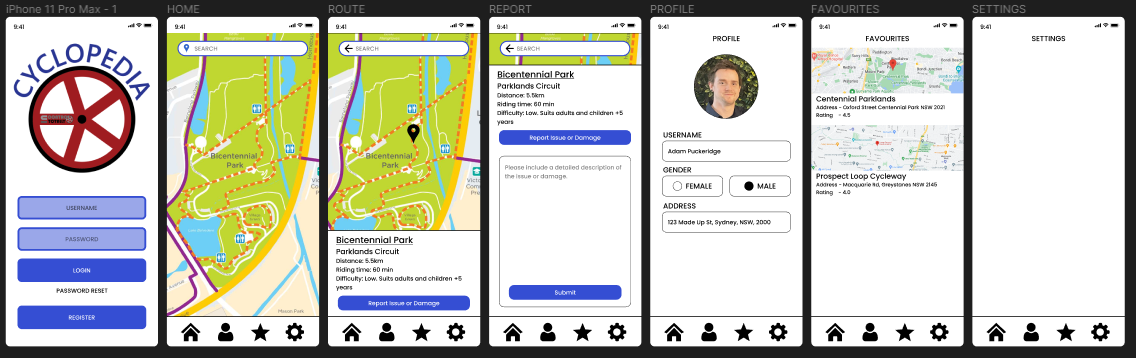 iPhone 11 Pro Max - 1
9:41
CYCLOPEDIA
USERNAME
PASSWORD
LOGIN
PASSWORD RESET
REGISTER
HOME
9:41
SEARCH
Bicentennial
Park
ROUTE
9:41
SEARCH
Bicentennial
Park
Bicentennial Park
Parklands Circuit
Distance: 5.5km
Riding time: 60 min
Difficulty: Low. Suits adults and children +5
years
Report Issue or Damage
REPORT
9:41
SEARCH
Bicentennial Park
Parklands Circuit
Distance: 5.5km
Riding time: 60 min
Difficulty: Low. Suits adults and children +5
years
Report Issue or Damage
Please include a detailed description of
the issue or damage.
Submit
PROFILE
9:41
PROFILE
USERNAME
Adam Puckeridge
GENDER
FEMALE
MALE
ADDRESS
123 Made Up St, Sydney, NSW, 2000
FAVOURITES
9:41
FAVOURITES
Centennial Parklands
Address - Oxford Street Centennial Park NSW 2021
Rating - 4.5
Prospect Loop Cycleway
Address - Macquarie Rd, Greystanes NSW 2145
Rating - 4.0
SETTINGS
9:41
SETTINGS